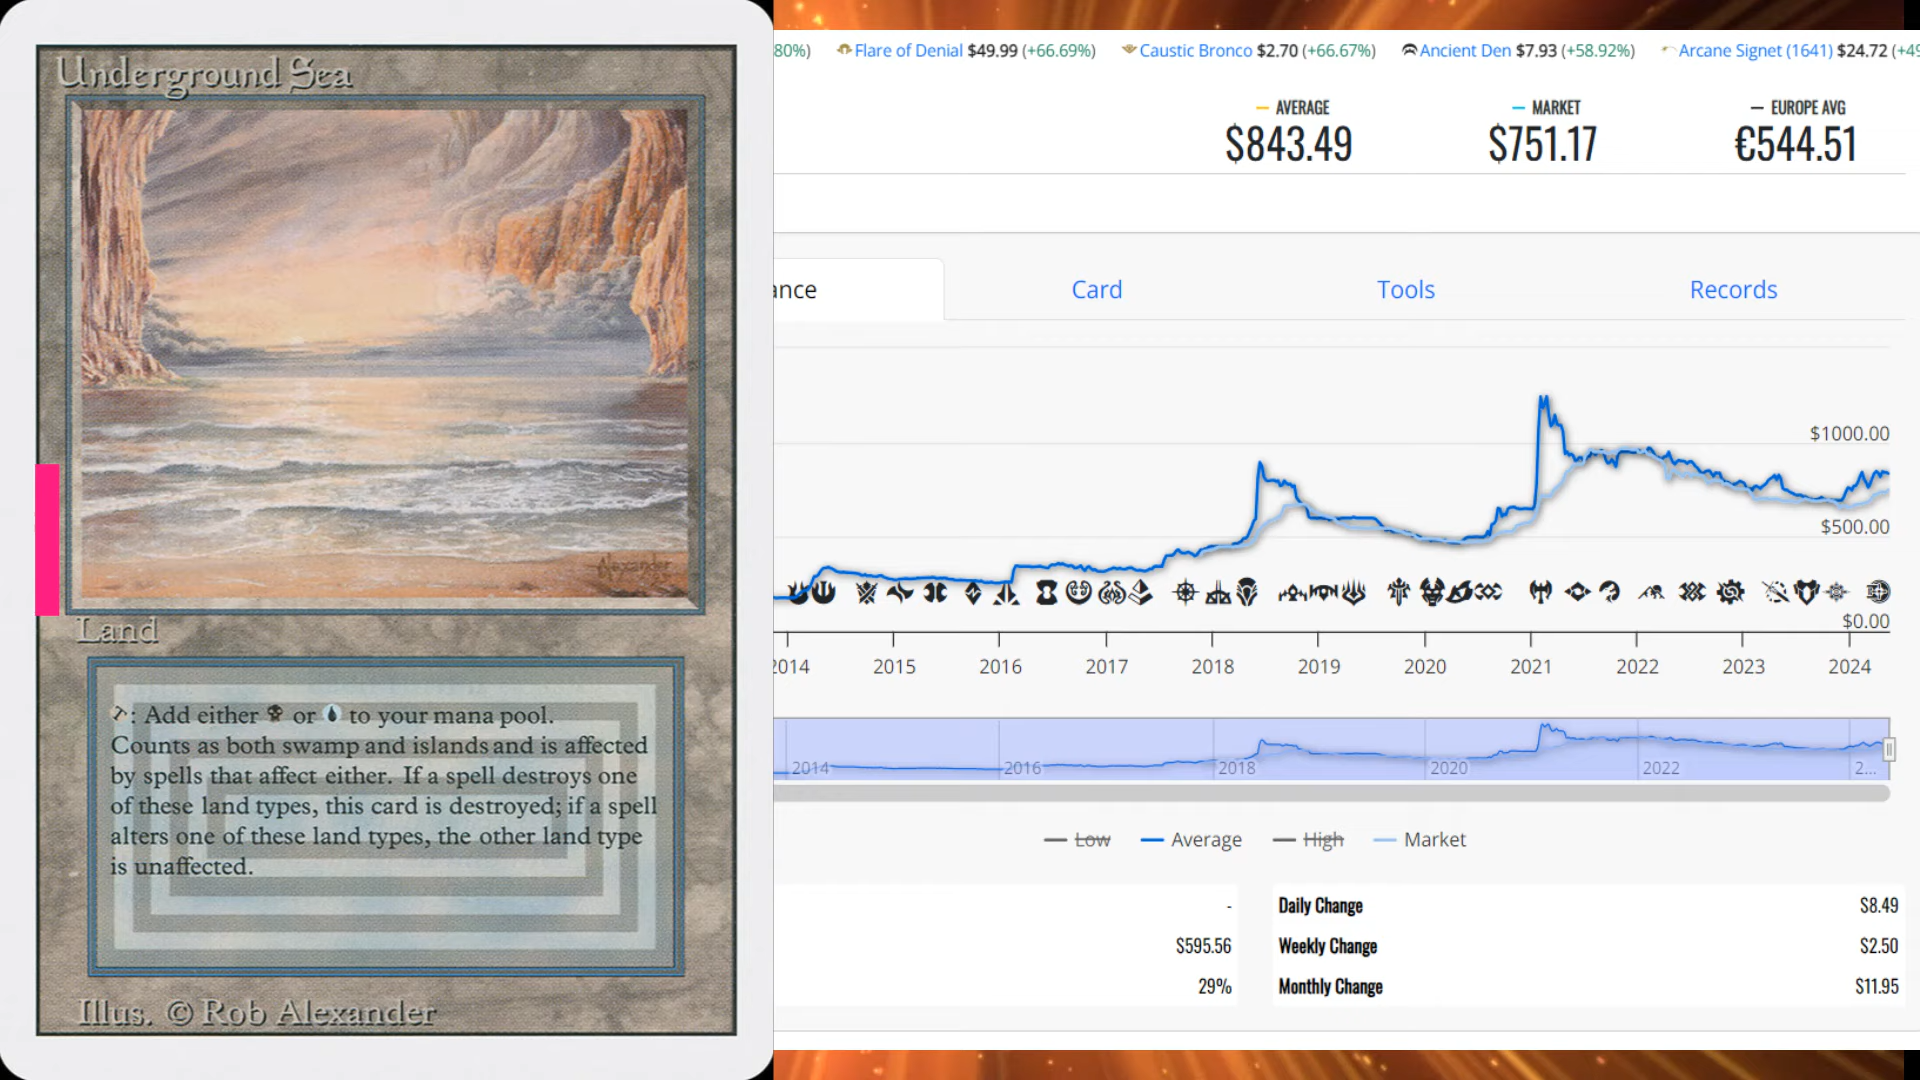 Underground Sea
Land
: Add either or to your mana pool.
Counts as both swamp and islands and is affected
by spells that affect either. If a spell destroys one
of these land types, this card is destroyed; if a spell
alters one of these land types, the other land type
is unaffected.
Illus. © Rob Alexander
80%) Flare of Denial $49.99 (+66.69%) Caustic Bronco $2.70 (+66.67%) Ancient Den $7.93 (+58.92%) Arcane Signet (1641) $24.72 (+49
AVERAGE MARKET EUROPE AVG
$843.49 $751.17 €544.51
ance Card Tools Records
$1000.00
$500.00
$0.00
2014 2015 2016 2017 2018 2019 2020 2021 2022 2023 2024
2014 2016 2018 2020 2022 2...
Low Average High Market
- Daily Change $8.49
$595.56 Weekly Change $2.50
29% Monthly Change $11.95